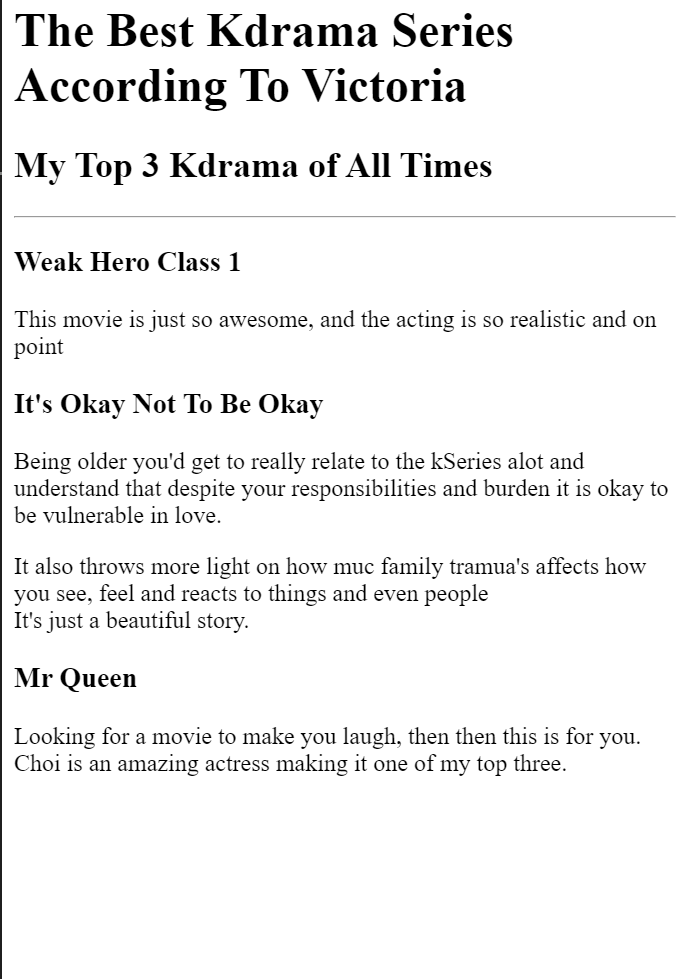 The Best Kdrama Series
According To Victoria
My Top 3 Kdrama of All Times
Weak Hero Class 1
This movie is just so awesome, and the acting is so realistic and on
point
It's Okay Not To Be Okay
Being older you'd get to really relate to the kSeries alot and
understand that despite your responsibilities and burden it is okay to
be vulnerable in love.
It also throws more light on how muc family tramua's affects how
you see, feel and reacts to things and even people
It's just a beautiful story.
Mr Queen
Looking for a movie to make you laugh, then then this is for you.
Choi is an amazing actress making it one of my top three.